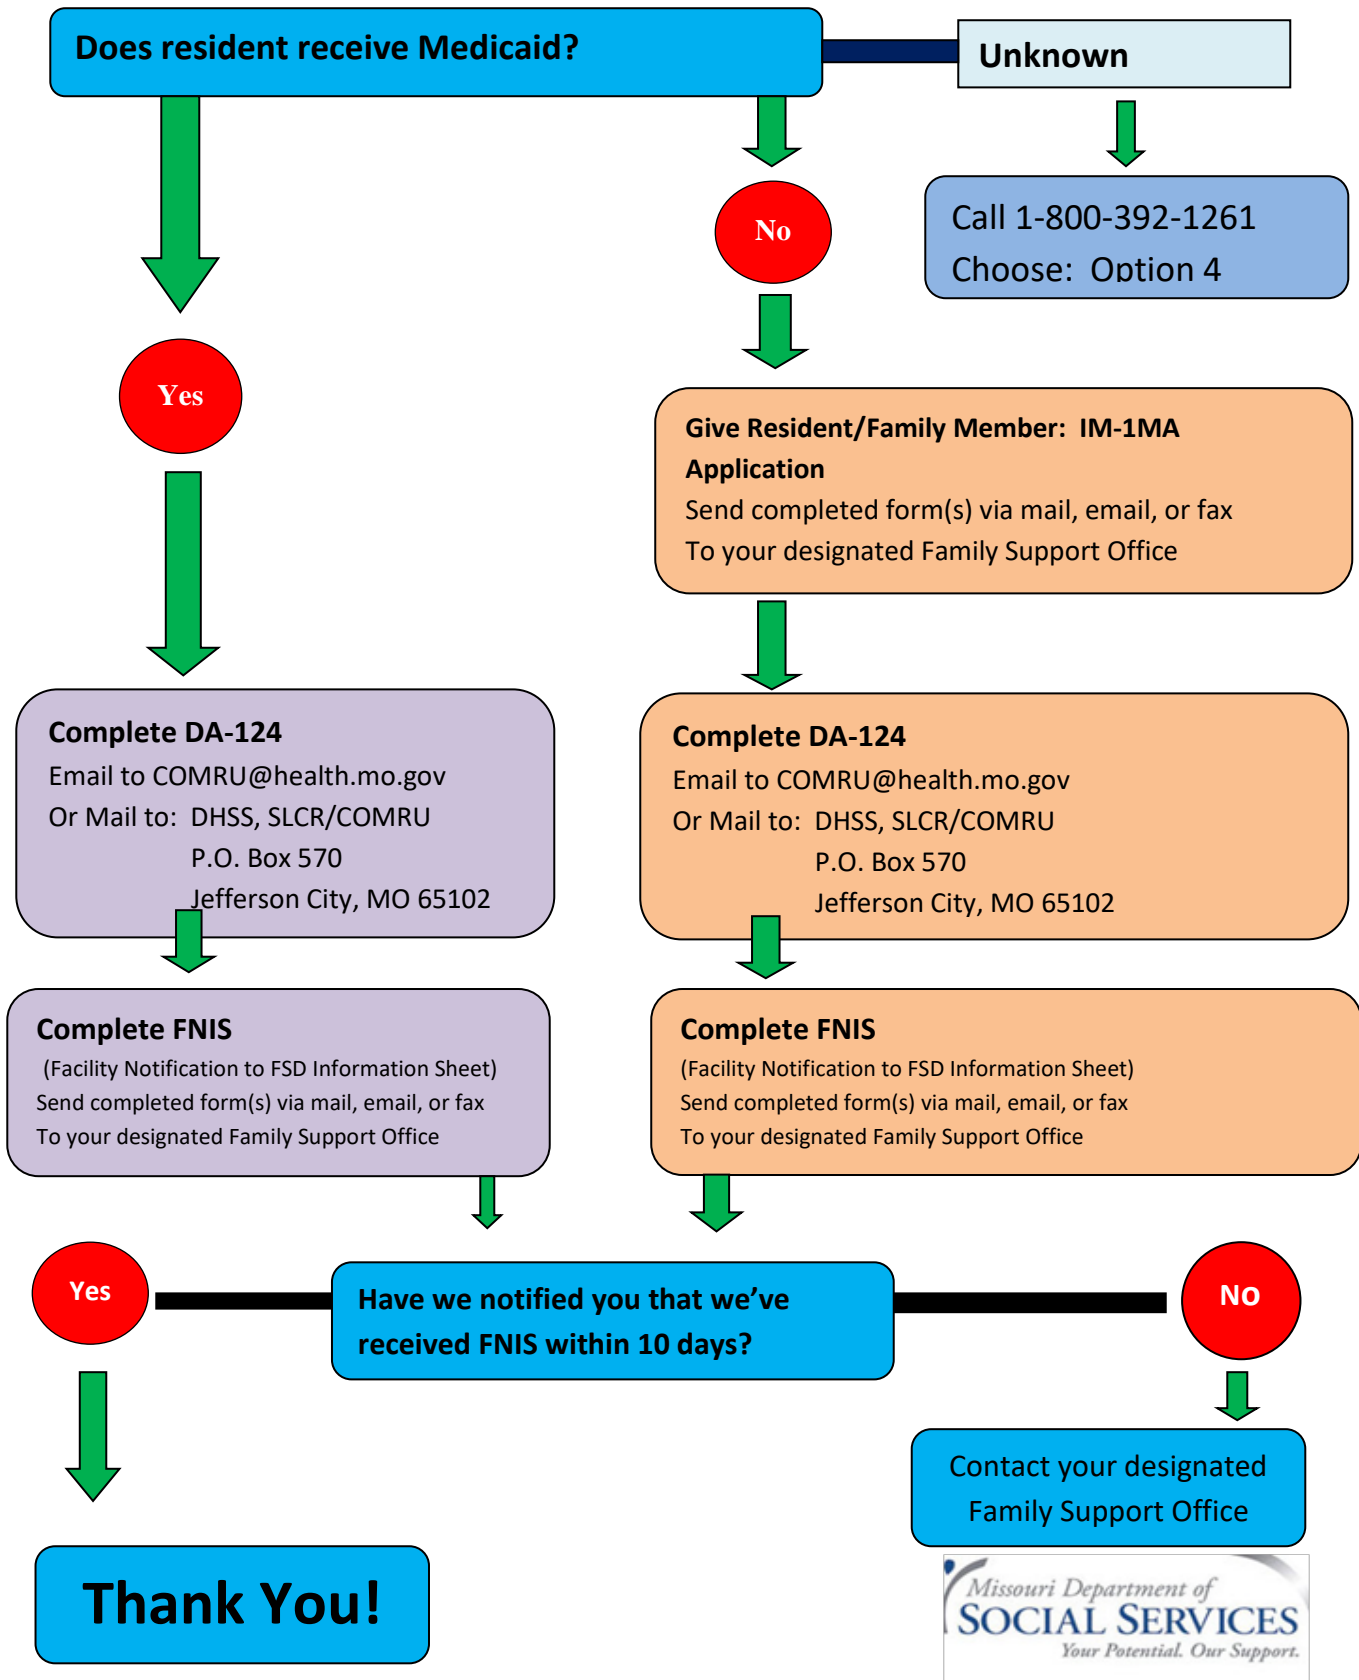 Does resident receive Medicaid?
Unknown
No
Call 1-800-392-1261
Choose:  Option 4
Yes
Give Resident/Family Member:  IM-1MA
Application
Send completed form(s) via mail, email, or fax
To your designated Family Support Office
Complete DA-124
Email to COMRU@health.mo.gov
Or Mail to:  DHSS, SLCR/COMRU
P.O. Box 570
Jefferson City, MO 65102
Complete DA-124
Email to COMRU@health.mo.gov
Or Mail to:  DHSS, SLCR/COMRU
P.O. Box 570
Jefferson City, MO 65102
Complete FNIS
(Facility Notification to FSD Information Sheet)
Send completed form(s) via mail, email, or fax
To your designated Family Support Office
Complete FNIS
(Facility Notification to FSD Information Sheet)
Send completed form(s) via mail, email, or fax
To your designated Family Support Office
Yes
Have we notified you that we’ve
received FNIS within 10 days?
No
Contact your designated
Family Support Office
Thank You!
Missouri Department of
SOCIAL SERVICES
Your Potential. Our Support.